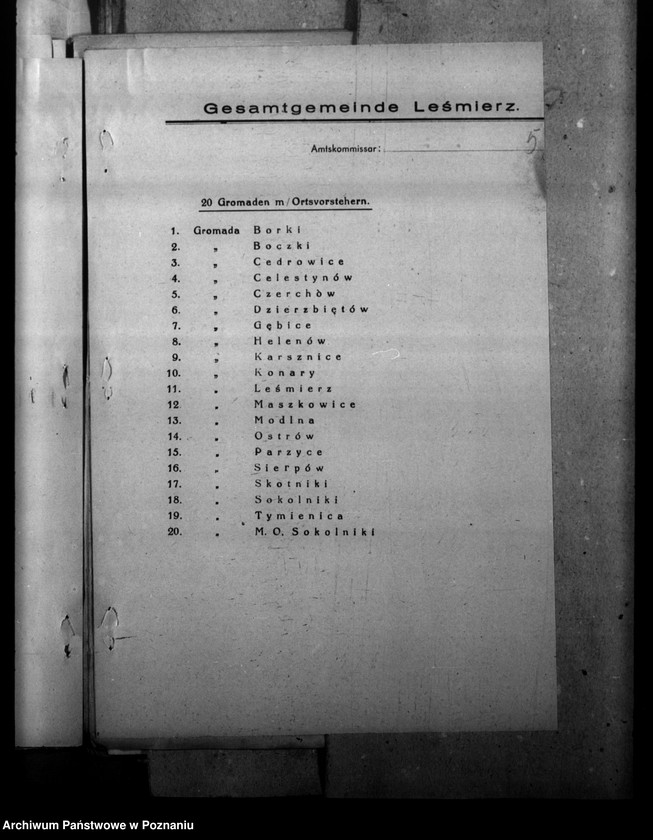 Gesamtgemeinde Leśmierz.
5
Amtskommissar:
20 Gromaden m/Ortsvorstehern.
1. Gromada Borki
2. „ Boczki
3. „ Cedrowice
4. „ Celestynów
5. „ Czerchòw
6. „ Dzierzbiętów
7. „ Gębice
8. „ Helenów
9. „ Karsznice
10. „ Konary
11. „ Leśmierz
12. „ Maszkowice
13. „ Modlna
14. „ Ostrów
15. „ Parzyce
16. „ Sierpów
17. „ Skotniki
18. „ Sokolniki
19. „ Tymienica
20. „ M. O. Sokolniki
Archiwum Państwowe w Poznaniu